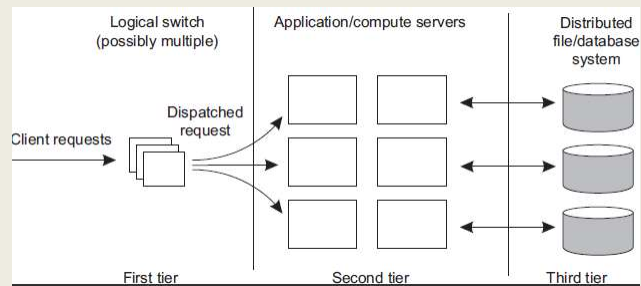 Logical switch
(possibly multiple)
Application/compute servers
Distributed
file/database
system
Dispatched
request
Client requests
First tier
Second tier
Third tier